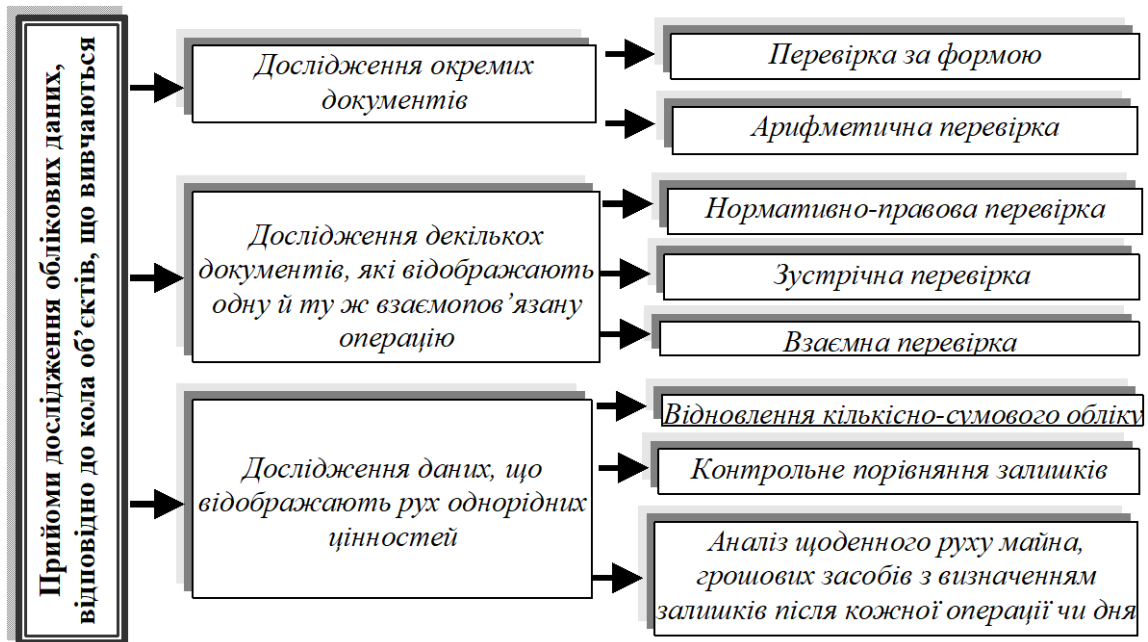 Прийоми дослідження облікових даних,
відповідно до кола об’єктів, що вивчаються
Дослідження окремих
документів
Перевірка за формою
Арифметична перевірка
Дослідження декількох
документів, які відображають
одну й ту ж взаємопов’язану
операцію
Нормативно-правова перевірка
Зустрічна перевірка
Взаємна перевірка
Дослідження даних, що
відображають рух однорідних
цінностей
Відновлення кількісно-сумового обліку
Контрольне порівняння залишків
Аналіз щоденного руху майна,
грошових засобів з визначенням
залишків після кожної операції чи дня